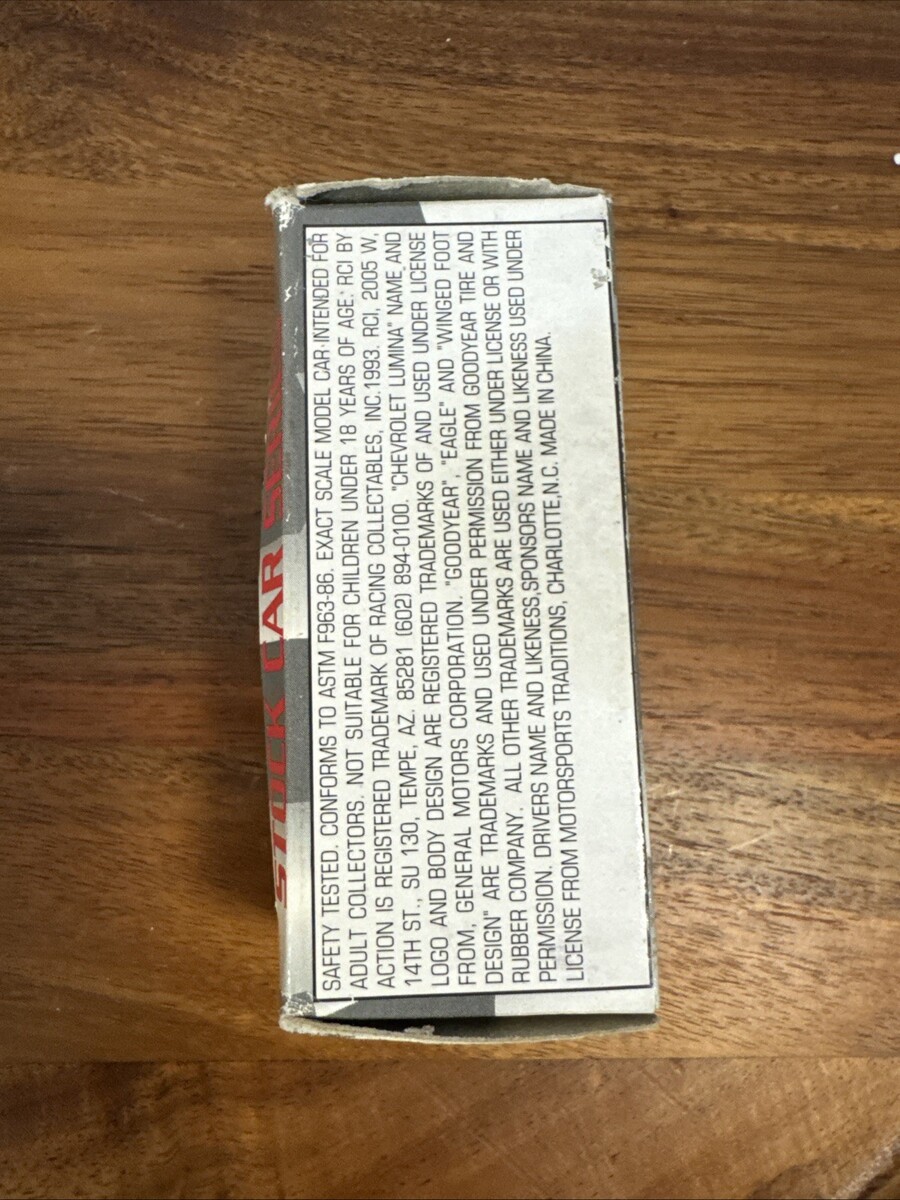 STOCK CAR SERIES
SAFETY TESTED. CONFORMS TO ASTM F963-86. EXACT SCALE MODEL CAR INTENDED FOR
ADULT COLLECTORS. NOT SUITABLE FOR CHILDREN UNDER 18 YEARS OF AGE; RCI BY
ACTION IS REGISTERED TRADEMARK OF RACING COLLECTABLES, INC.1993. RCI, 2005 W,
14TH ST., SU 130, TEMPE, AZ. 85281 (602) 894-0100. "CHEVROLET LUMINA" NAME AND
LOGO AND BODY DESIGN ARE REGISTERED TRADEMARKS OF AND USED UNDER LICENSE
FROM, GENERAL MOTORS CORPORATION. "GOODYEAR", "EAGLE" AND "WINGED FOOT
DESIGN" ARE TRADEMARKS AND USED UNDER PERMISSION FROM GOODYEAR TIRE AND
RUBBER COMPANY. ALL OTHER TRADEMARKS ARE USED EITHER UNDER LICENSE OR WITH
PERMISSION. DRIVERS NAME AND LIKENESS,SPONSORS NAME AND LIKENESS USED UNDER
LICENSE FROM MOTORSPORTS TRADITIONS, CHARLOTTE,N.C. MADE IN CHINA.